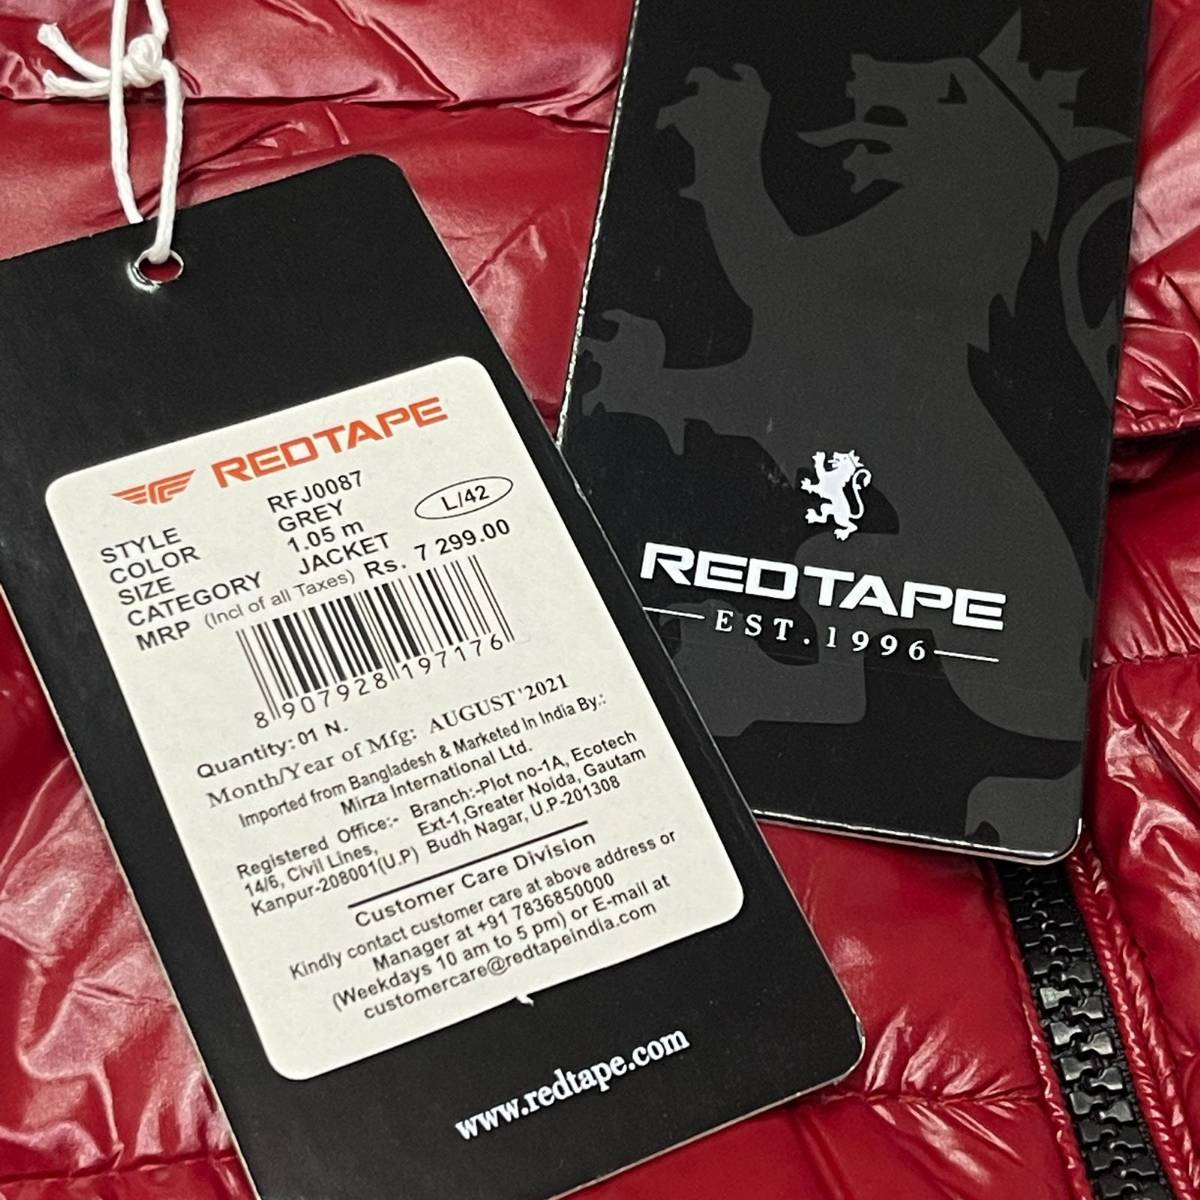 REDTAPE
STYLE RFJ0087
COLOR GREY L/42
SIZE 1.05 m
CATEGORY JACKET
MRP (Incl of all Taxes) Rs. 7 299.00
8 907928 197176
Quantity: 01 N.
Month/Year of Mfg: AUGUST'2021
Imported from Bangladesh & Marketed In India By.:
Mirza International Ltd.
Registered Office:-
14/6, Civil Lines,
Kanpur-208001(U.P)
Branch:-Plot no-1A, Ecotech
Ext-1,Greater Noida, Gautam
Budh Nagar, U.P-201308
Customer Care Division
Kindly contact customer care at above address or
Manager at +91 7836850000
(Weekdays 10 am to 5 pm) or E-mail at
customercare@redtapeindia.com
www.redtape.com
REDTAPE
EST.1996